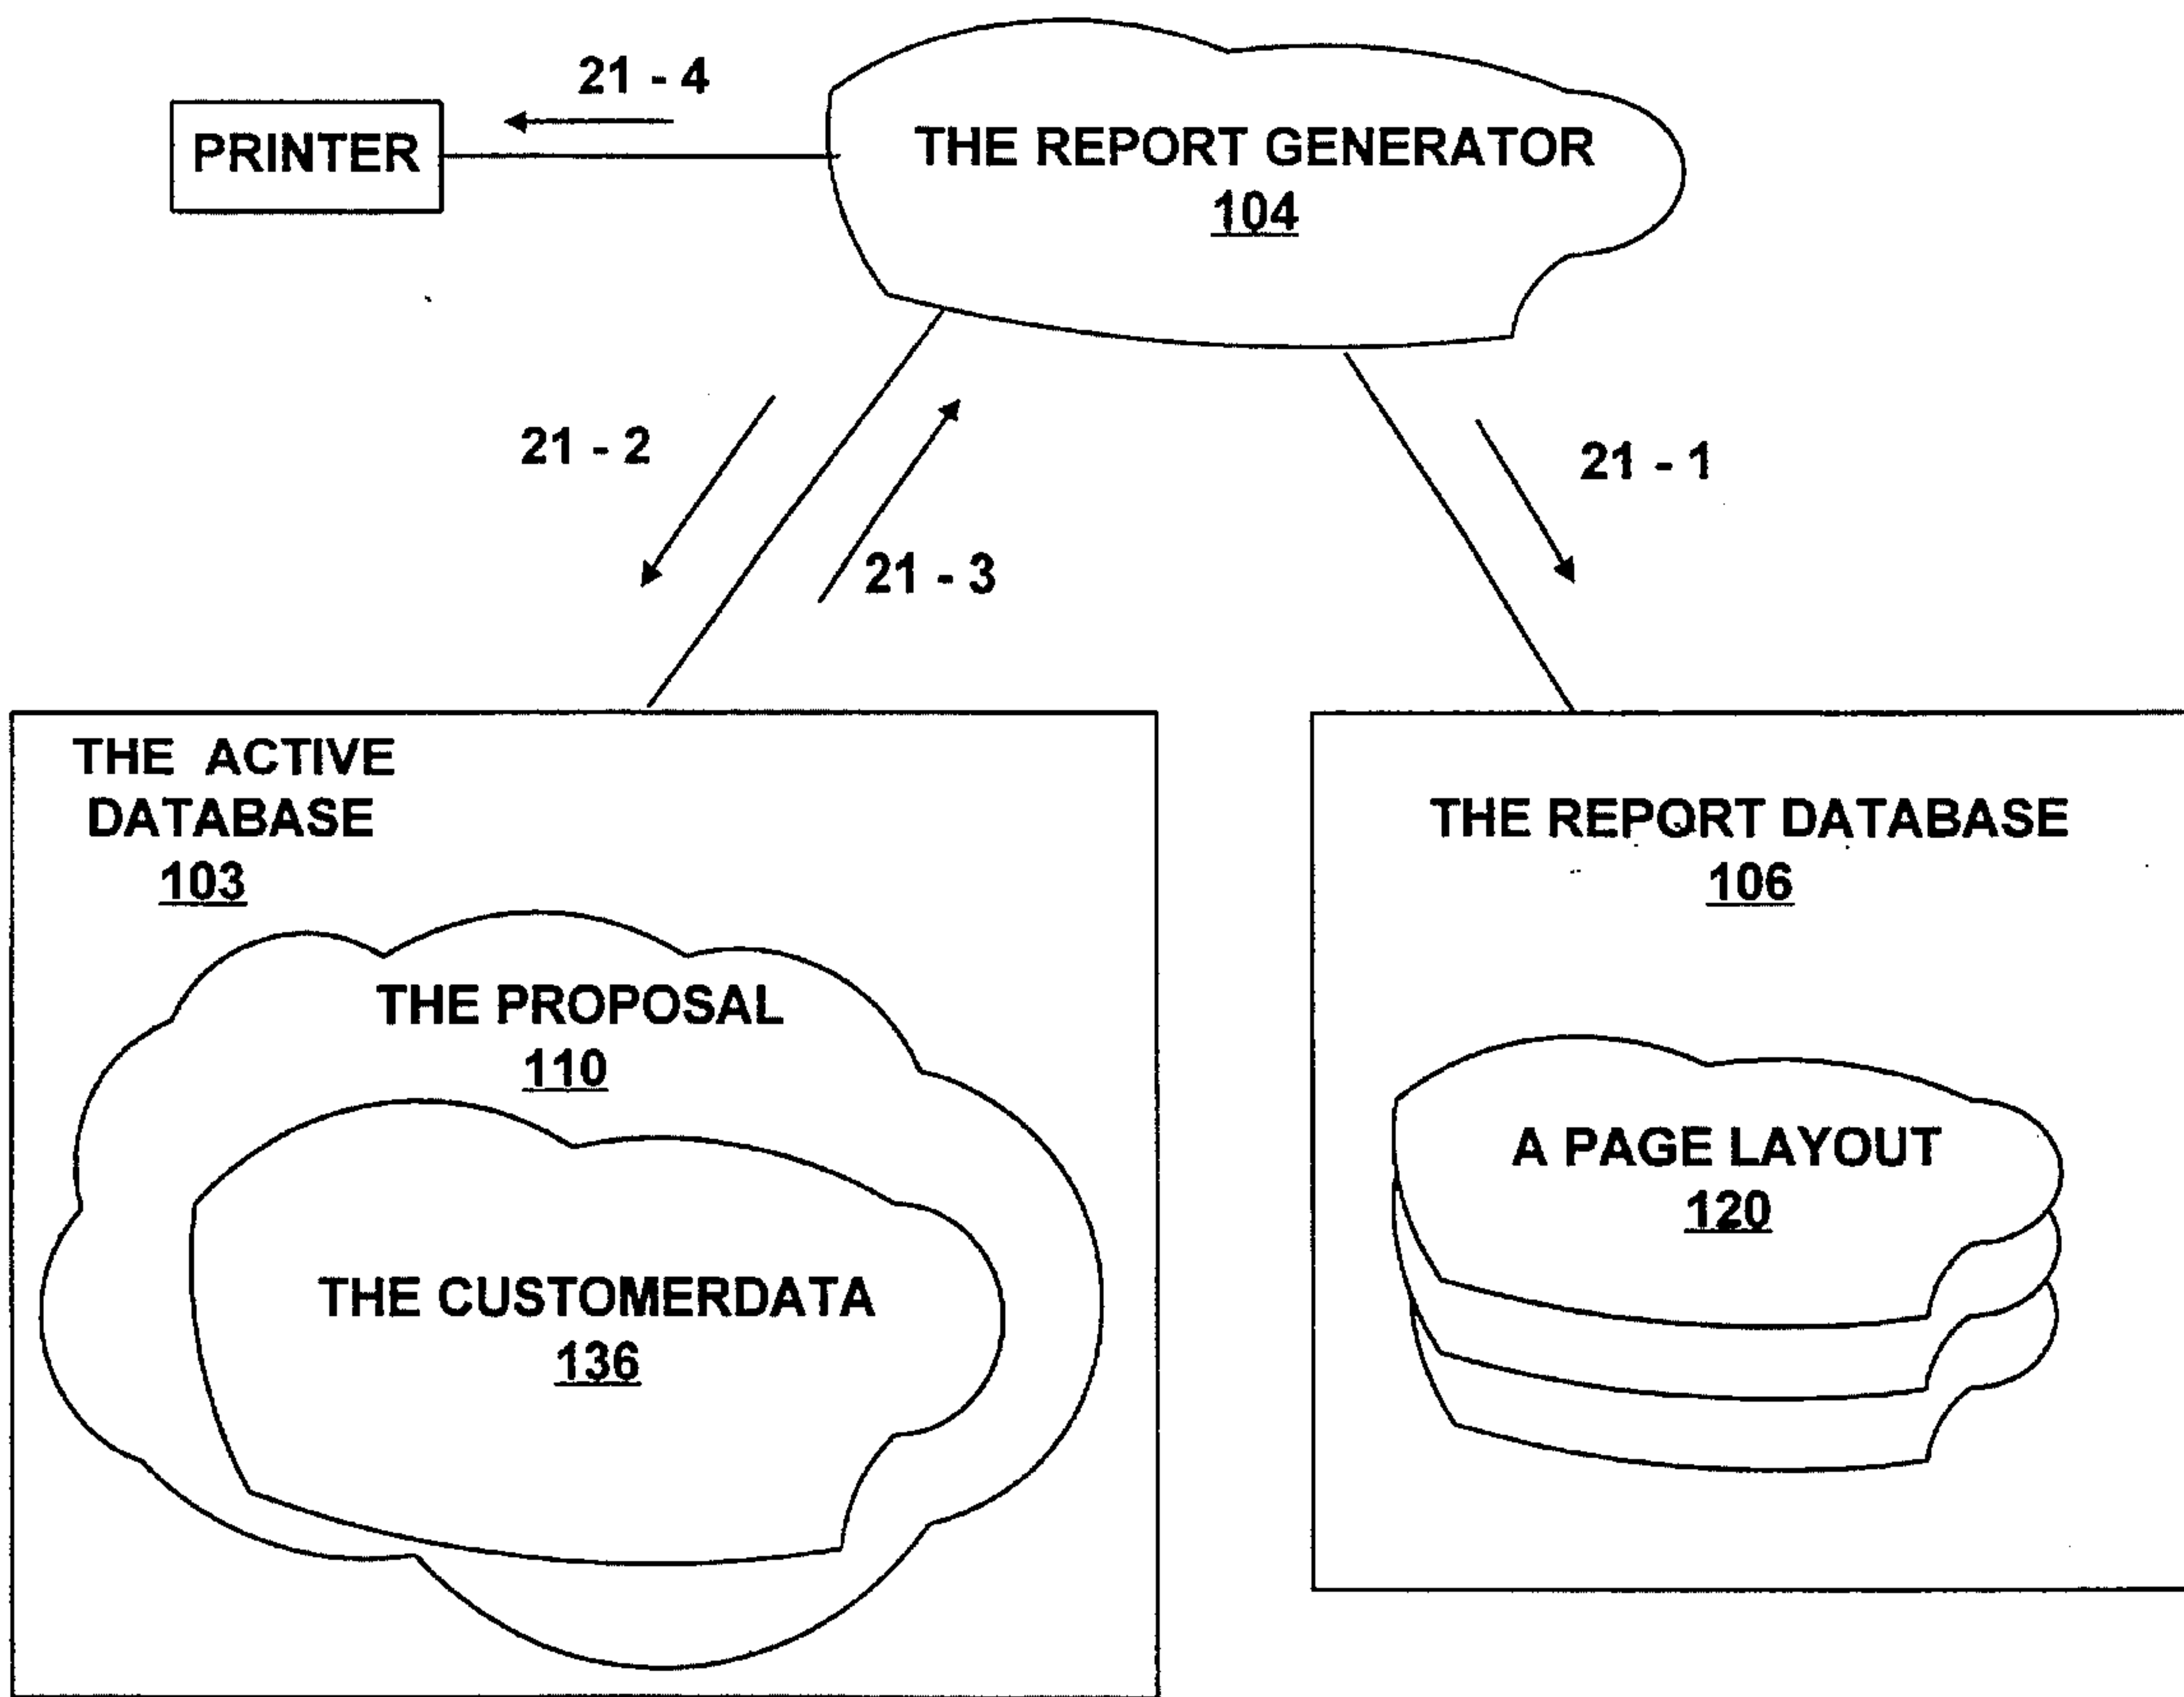 21 - 4
PRINTER
THE REPORT GENERATOR
104
21 - 2
21 - 3
21 - 1
THE ACTIVE
DATABASE
103
THE PROPOSAL
110
THE CUSTOMERDATA
136
THE REPORT DATABASE
106
A PAGE LAYOUT
120